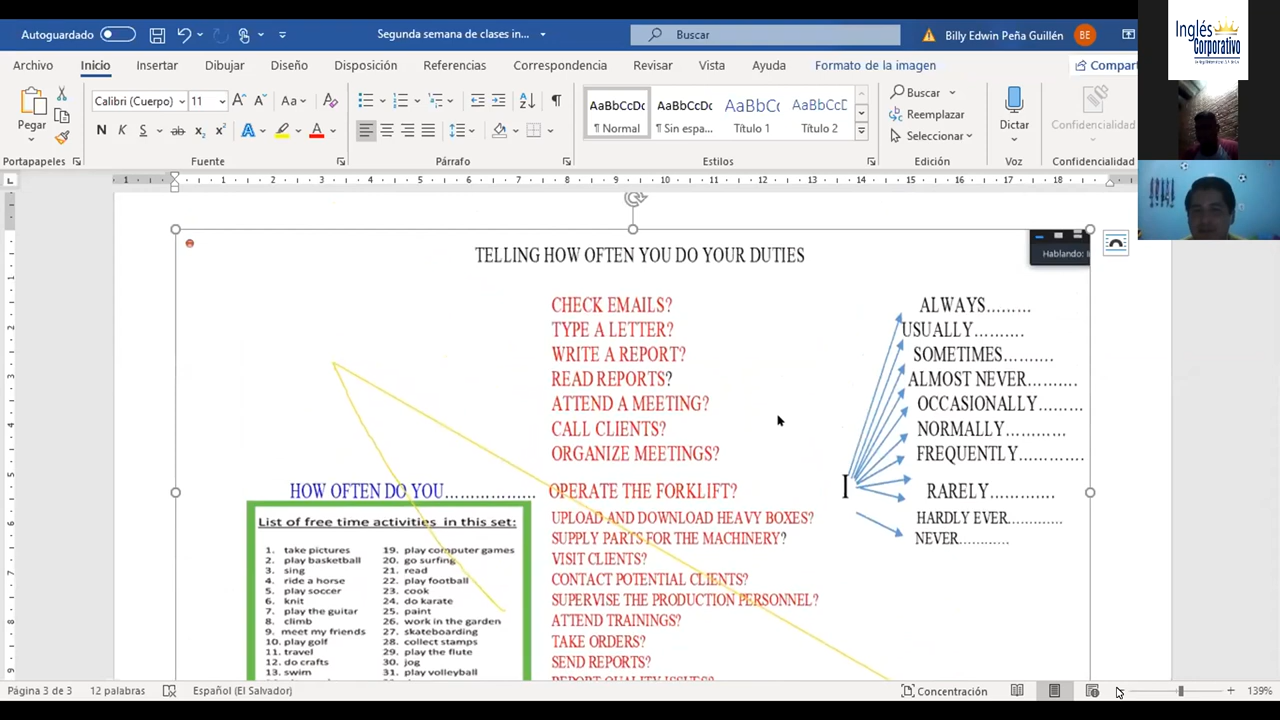 Autoguardado
Segunda semana de clases in...
Buscar
Billy Edwin Peña Guillén
BE
Inglés
Corporativo
Archivo
Inicio
Insertar
Dibujar
Diseño
Disposición
Referencias
Correspondencia
Revisar
Vista
Ayuda
Formato de la imagen
Compart
Pegar
Calibri (Cuerpo)
11
AaBbCcDc
¶ Normal
AaBbCcDc
¶ Sin espa...
AaBbCc
Título 1
AaBbCcD
Título 2
Buscar
Reemplazar
Seleccionar
Dictar
Confidencialidad
Portapapeles
Fuente
Párrafo
Estilos
Edición
Voz
Confidencialidad
TELLING HOW OFTEN YOU DO YOUR DUTIES
Hablando:
CHECK EMAILS?
TYPE A LETTER?
WRITE A REPORT?
READ REPORTS?
ATTEND A MEETING?
CALL CLIENTS?
ORGANIZE MEETINGS?
HOW OFTEN DO YOU.................. OPERATE THE FORKLIFT?
UPLOAD AND DOWNLOAD HEAVY BOXES?
SUPPLY PARTS FOR THE MACHINERY?
VISIT CLIENTS?
CONTACT POTENTIAL CLIENTS?
SUPERVISE THE PRODUCTION PERSONNEL?
ATTEND TRAININGS?
TAKE ORDERS?
SEND REPORTS?
REPORT QUALITY ISSUES?
I
ALWAYS.........
USUALLY..........
SOMETIMES..........
ALMOST NEVER..........
OCCASIONALLY.........
NORMALLY............
FREQUENTLY.............
RARELY.............
HARDLY EVER............
NEVER............
List of free time activities in this set:
1. take pictures
2. play basketball
3. sing
4. ride a horse
5. play soccer
6. knit
7. play the guitar
8. climb
9. meet my friends
10. play golf
11. travel
12. do crafts
13. swim
19. play computer games
20. go surfing
21. read
22. play football
23. cook
24. do karate
25. paint
26. work in the garden
27. skateboarding
28. collect stamps
29. play the flute
30. jog
31. play volleyball
Página 3 de 3
12 palabras
Español (El Salvador)
Concentración
139%